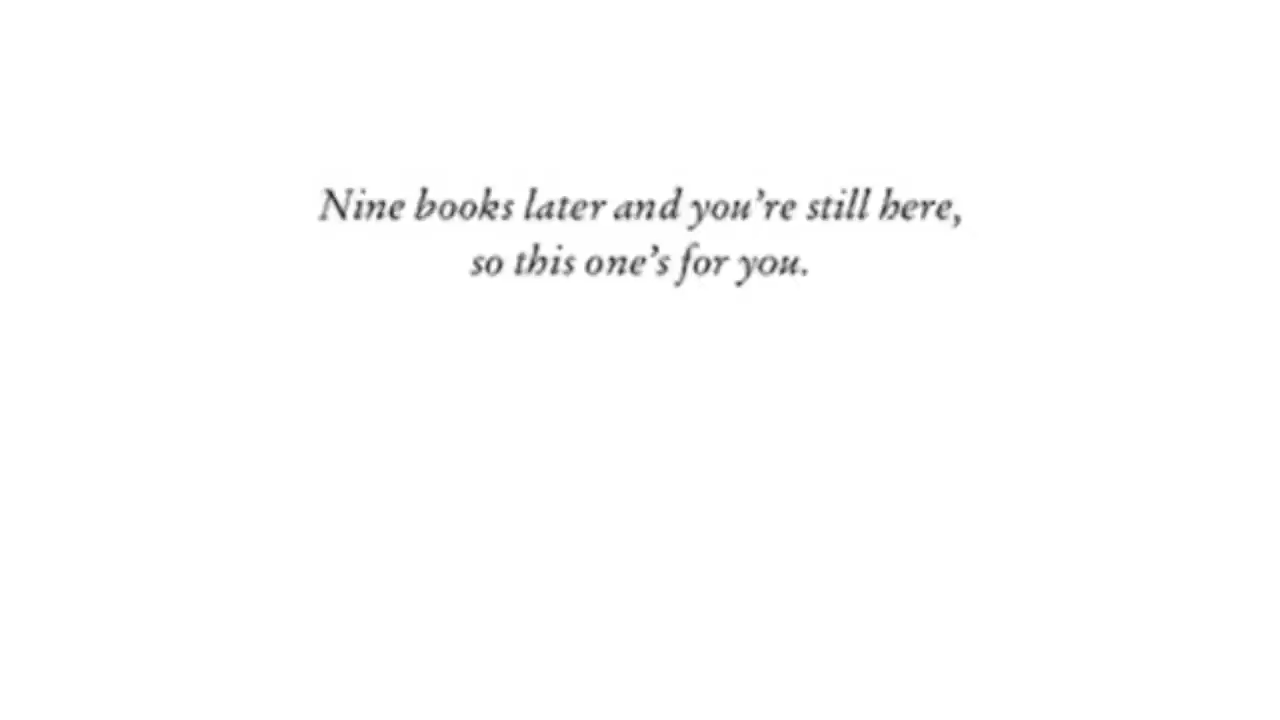 Nine books later and you’re still here,
so this one’s for you.